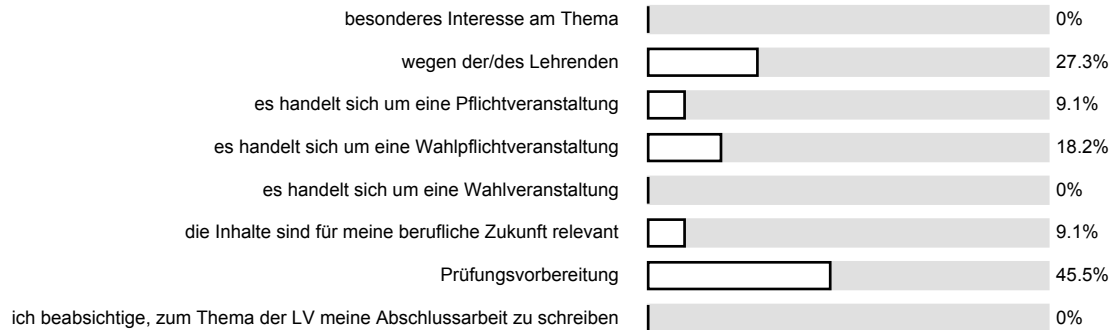 besonderes Interesse am Thema 0%
wegen der/des Lehrenden 27.3%
es handelt sich um eine Pflichtveranstaltung 9.1%
es handelt sich um eine Wahlpflichtveranstaltung 18.2%
es handelt sich um eine Wahlveranstaltung 0%
die Inhalte sind für meine berufliche Zukunft relevant 9.1%
Prüfungsvorbereitung 45.5%
ich beabsichtige, zum Thema der LV meine Abschlussarbeit zu schreiben 0%